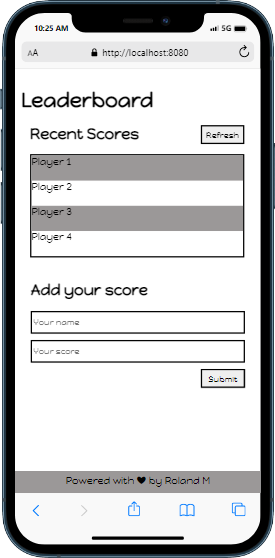 10:25 AM
5G
AA
http://localhost:8080
Leaderboard
Recent Scores
Refresh
Player 1
Player 2
Player 3
Player 4
Add your score
Your name
Your score
Submit
Powered with ❤ by Roland M